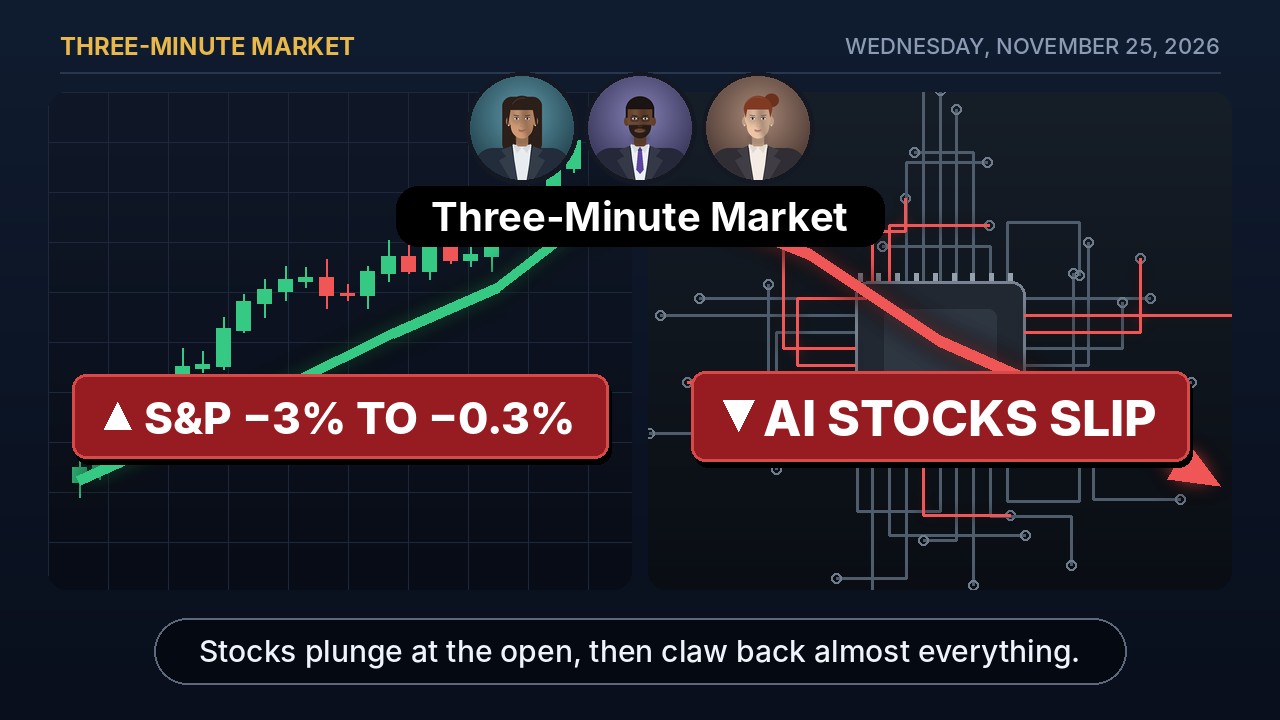 THREE-MINUTE MARKET
WEDNESDAY, NOVEMBER 25, 2026
Three-Minute Market
S&P −3% TO −0.3%
AI STOCKS SLIP
Stocks plunge at the open, then claw back almost everything.